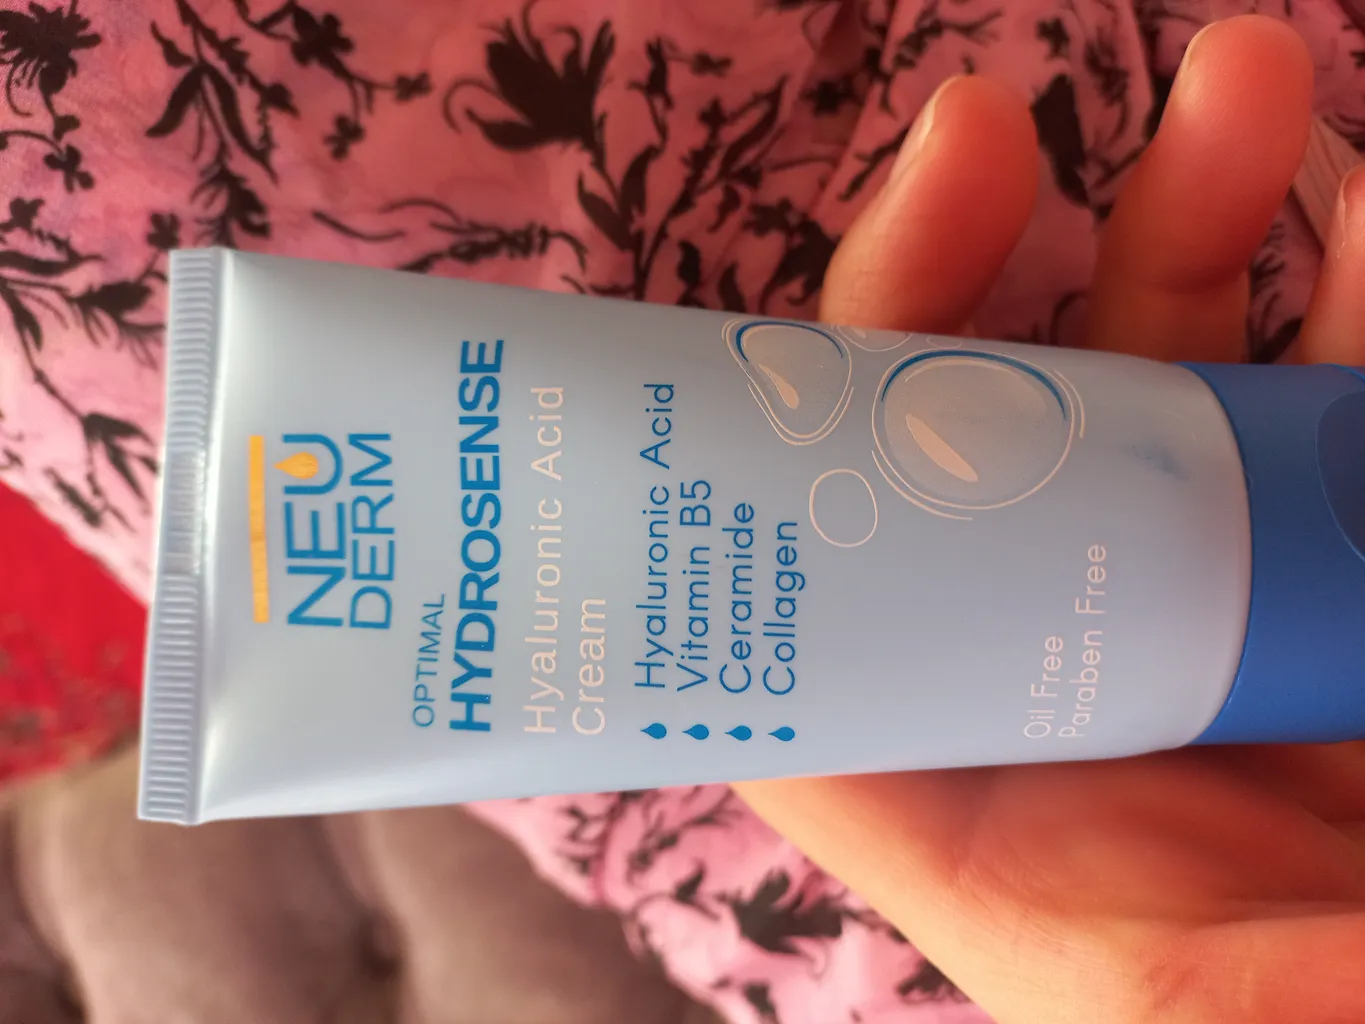 NEU
DERM
OPTIMAL
HYDROSENSE
Hyaluronic Acid
Cream
Hyaluronic Acid
Vitamin B5
Ceramide
Collagen
Oil Free
Paraben Free